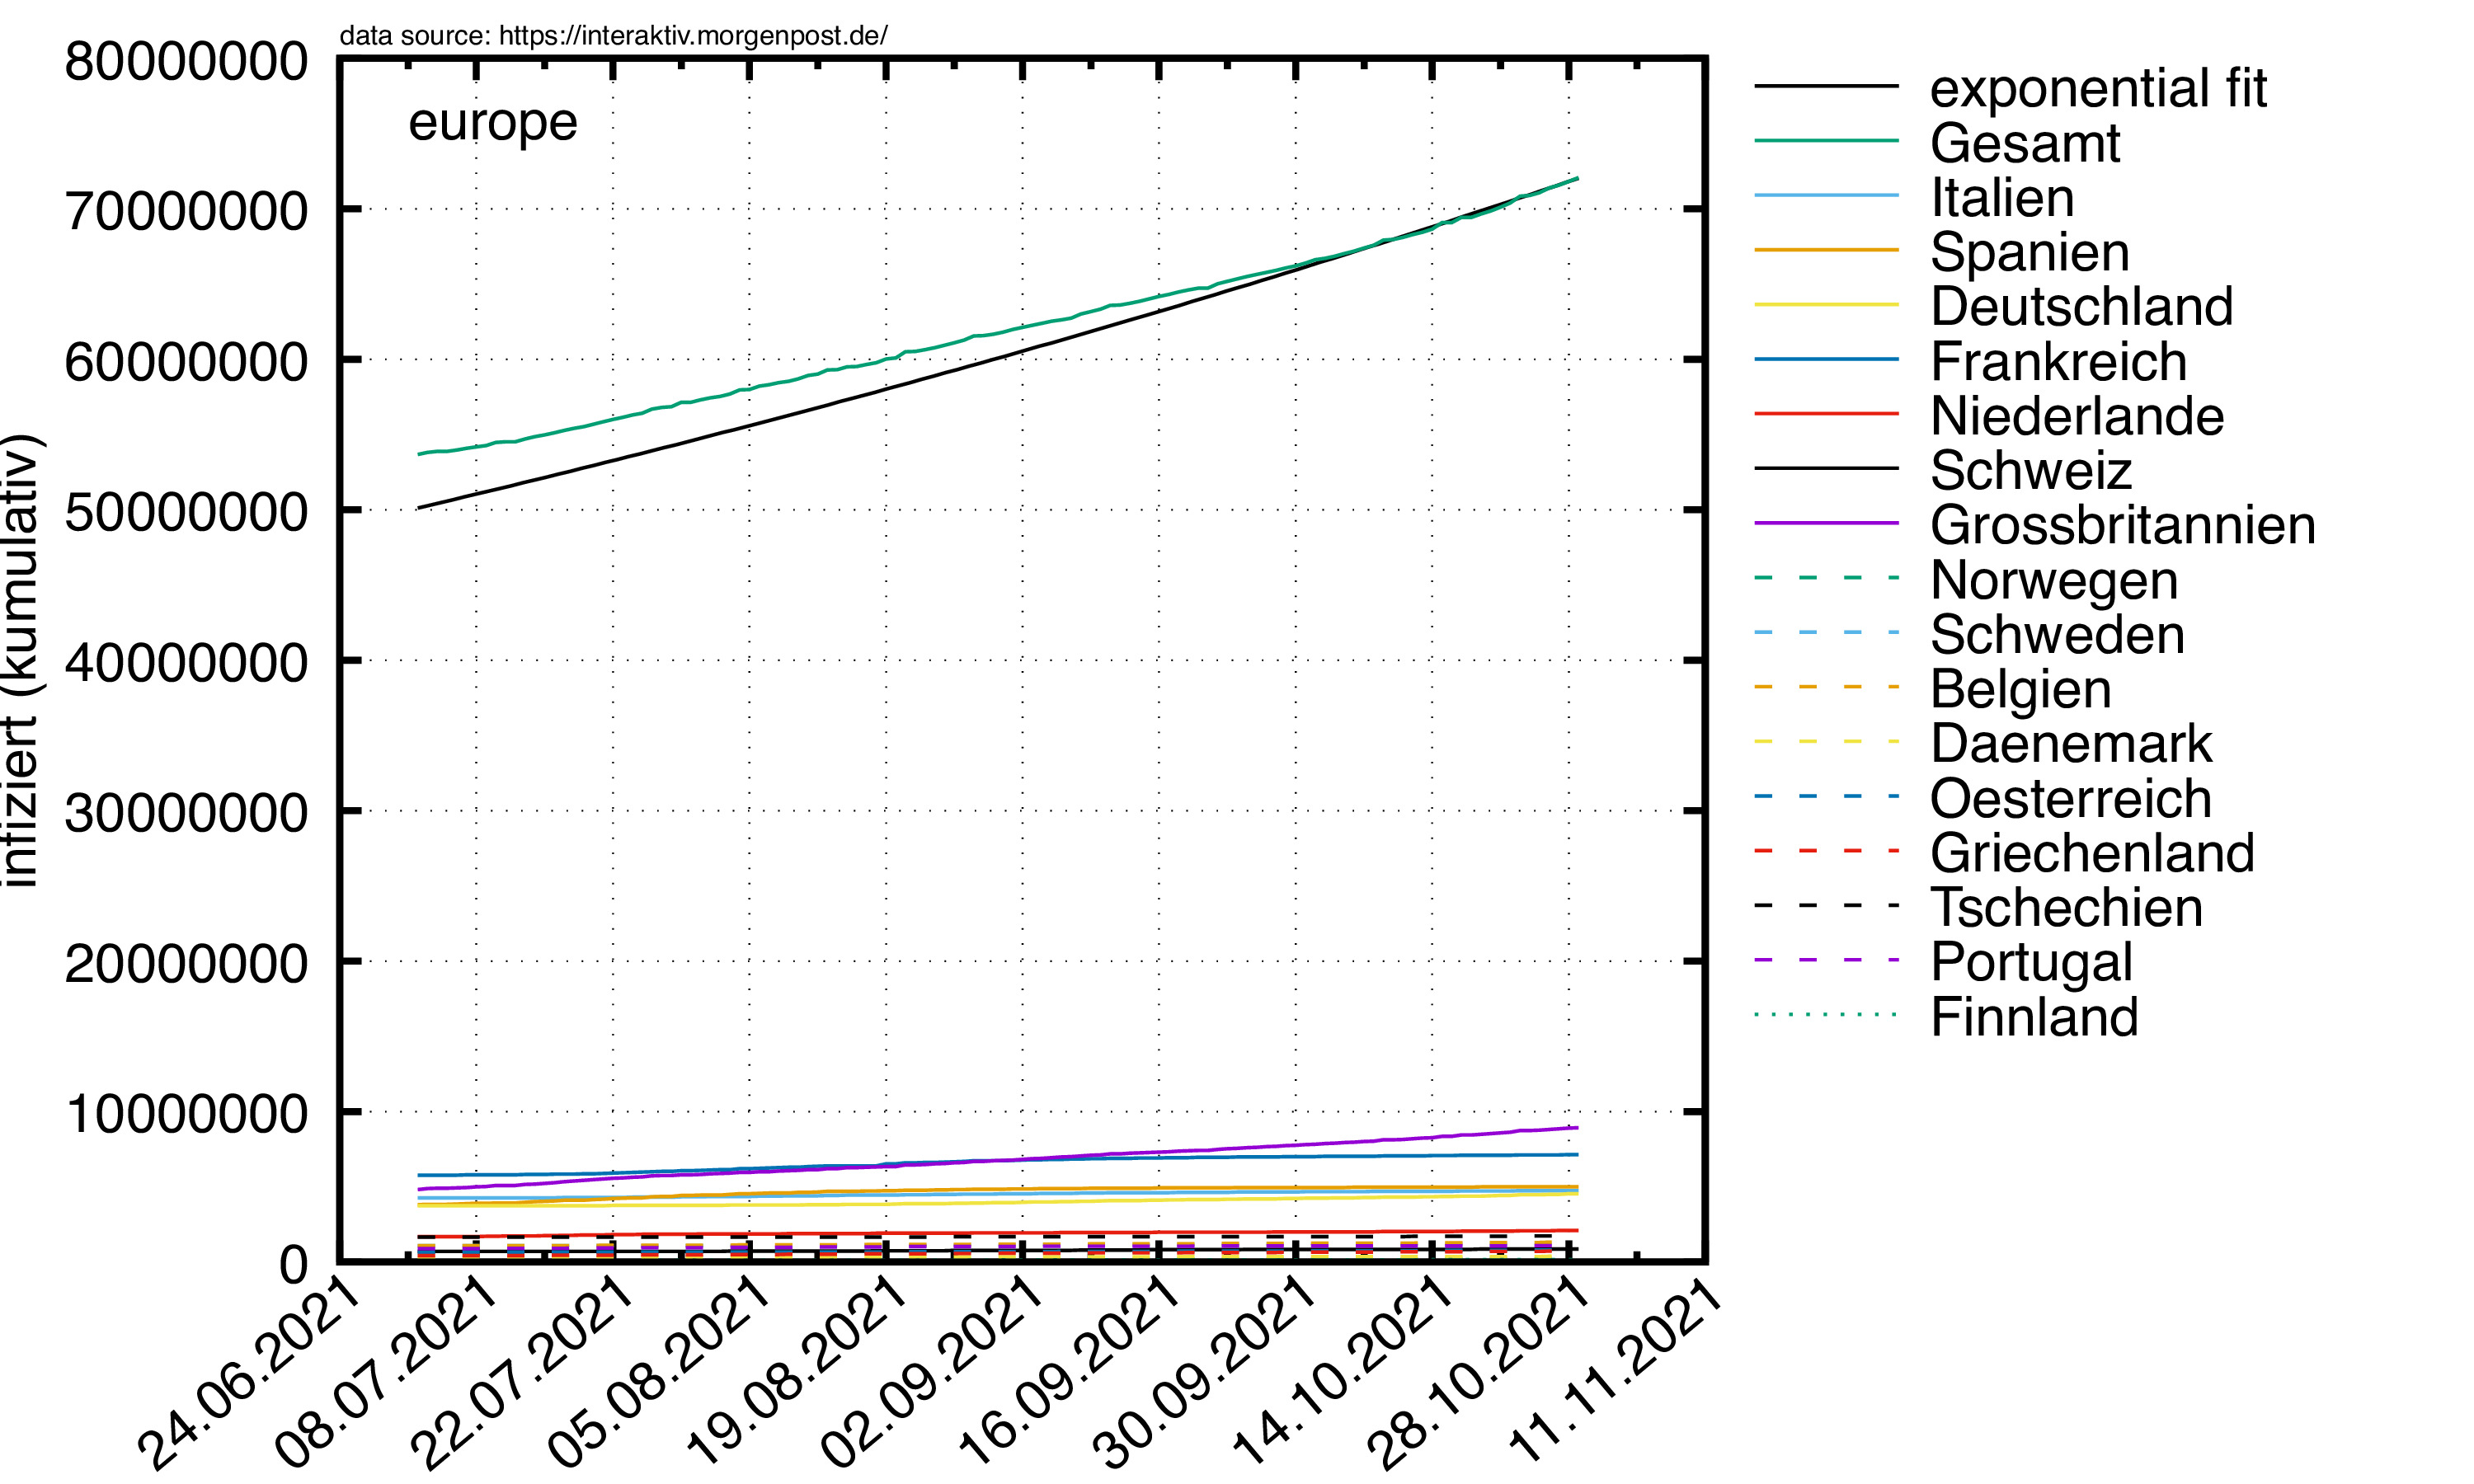 data source: https://interaktiv.morgenpost.de/
europe
infiziert (kumulativ)
80000000
70000000
60000000
50000000
40000000
30000000
20000000
10000000
0
24.06.2021
08.07.2021
22.07.2021
05.08.2021
19.08.2021
02.09.2021
16.09.2021
30.09.2021
14.10.2021
28.10.2021
11.11.2021
exponential fit
Gesamt
Italien
Spanien
Deutschland
Frankreich
Niederlande
Schweiz
Grossbritannien
Norwegen
Schweden
Belgien
Daenemark
Oesterreich
Griechenland
Tschechien
Portugal
Finnland